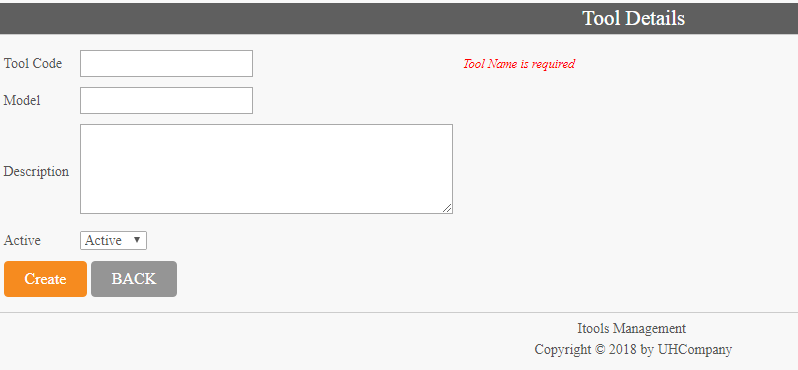 Tool Details
Tool Code Tool Name is required
Model
Description
Active Active
Create BACK
Itools Management
Copyright © 2018 by UHCompany